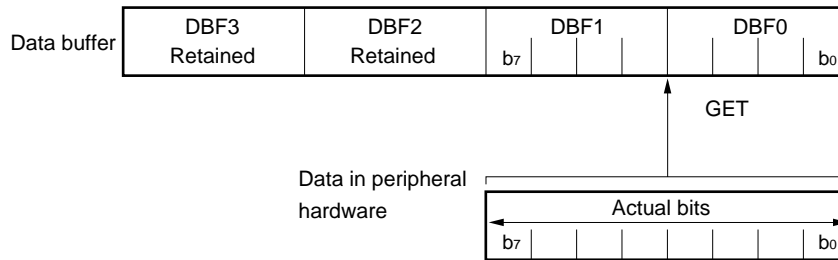 DBF3 DBF2 DBF1 DBF0
Data buffer Retained Retained b7 b0
GET
Data in peripheral
hardware
Actual bits
b7 b0